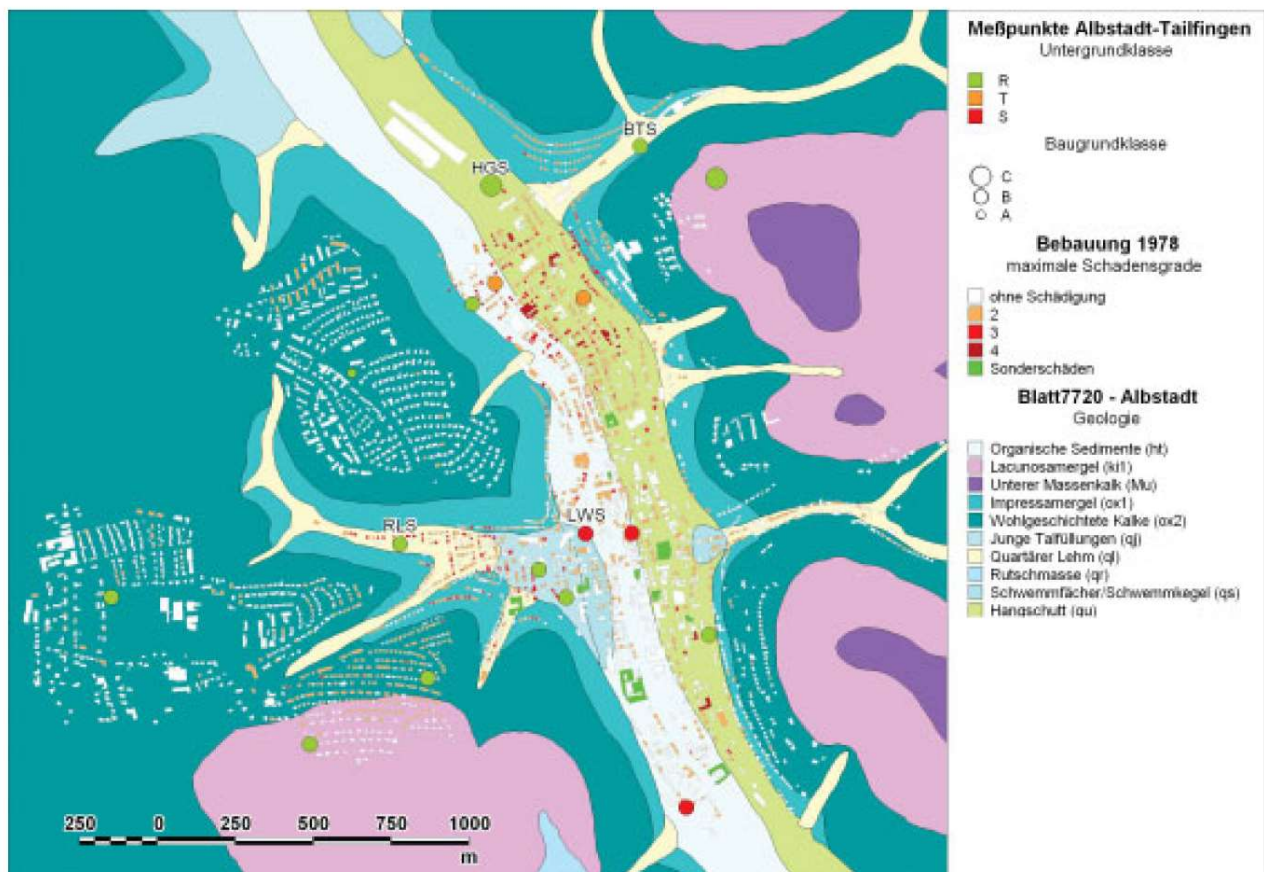 BTS
HGS
RLS
LWS
250 0 250 500 750 1000
m
Meßpunkte Albstadt-Tailfingen
Untergrundklasse
R
T
S
Baugrundklasse
C
B
A
Bebauung 1978
maximale Schadensgrade
ohne Schädigung
2
3
4
Sonderschäden
Blatt7720 - Albstadt
Geologie
Organische Sedimente (ht)
Lacunosamergel (ki1)
Unterer Massenkalk (Mu)
Impressamergel (ox1)
Wohlgeschichtete Kalke (ox2)
Junge Talfüllungen (qj)
Quartärer Lehm (ql)
Rutschmasse (qr)
Schwemmfächer/Schwemmkegel (qs)
Hangschutt (qu)